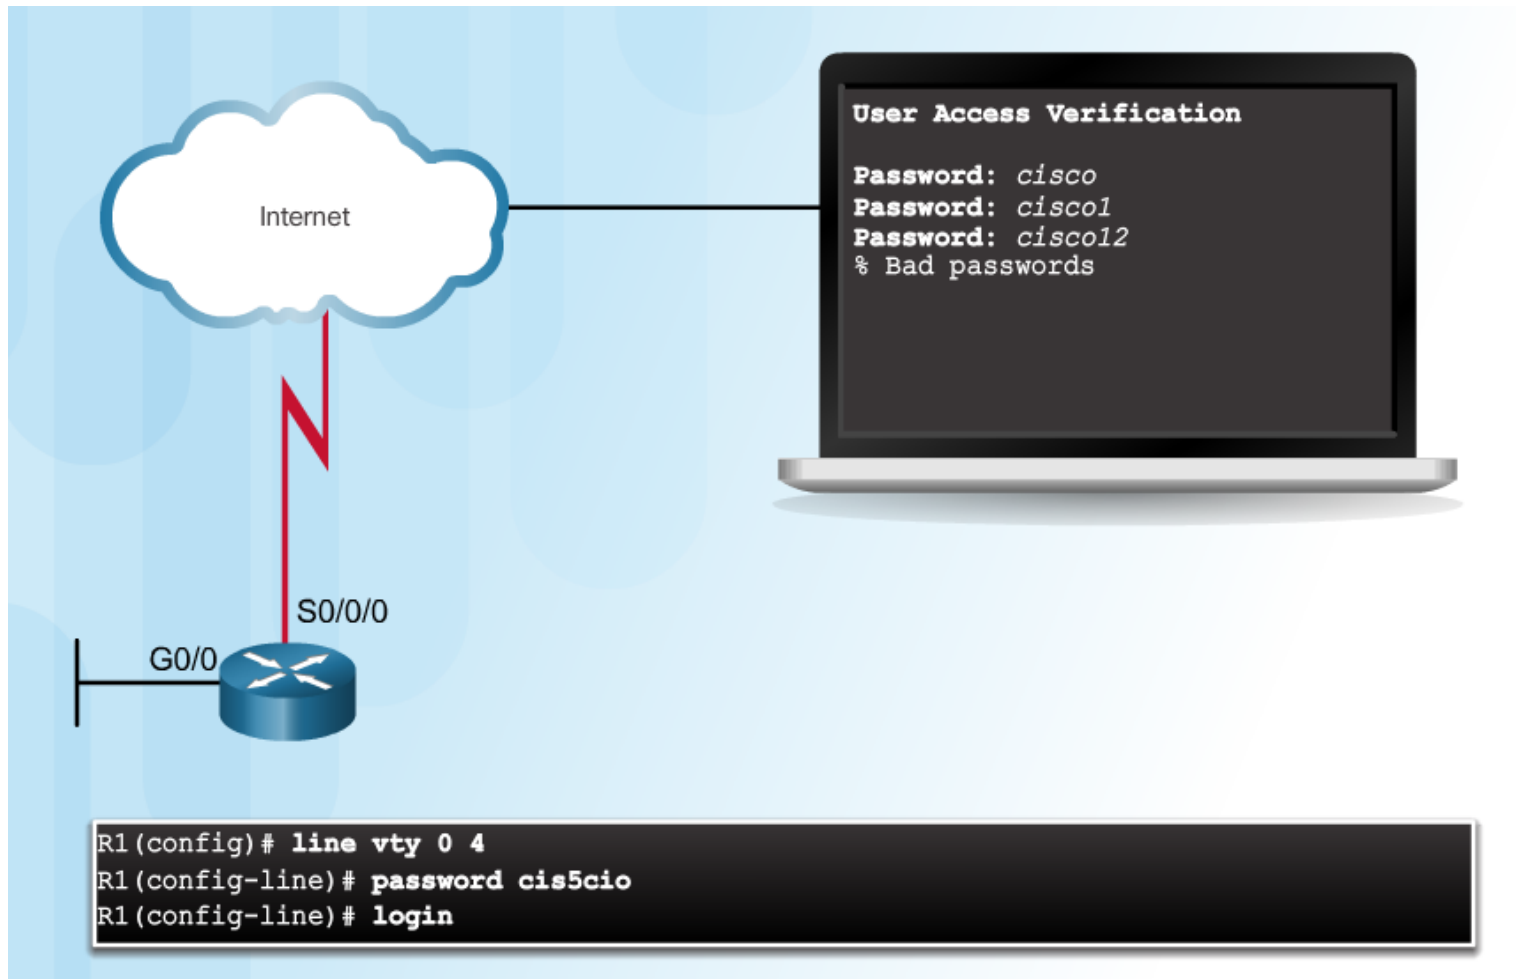 Internet
User Access Verification
Password: cisco
Password: cisco1
Password: cisco12
% Bad passwords
S0/0/0
G0/0
R1(config)# line vty 0 4
R1(config-line)# password cis5cio
R1(config-line)# login